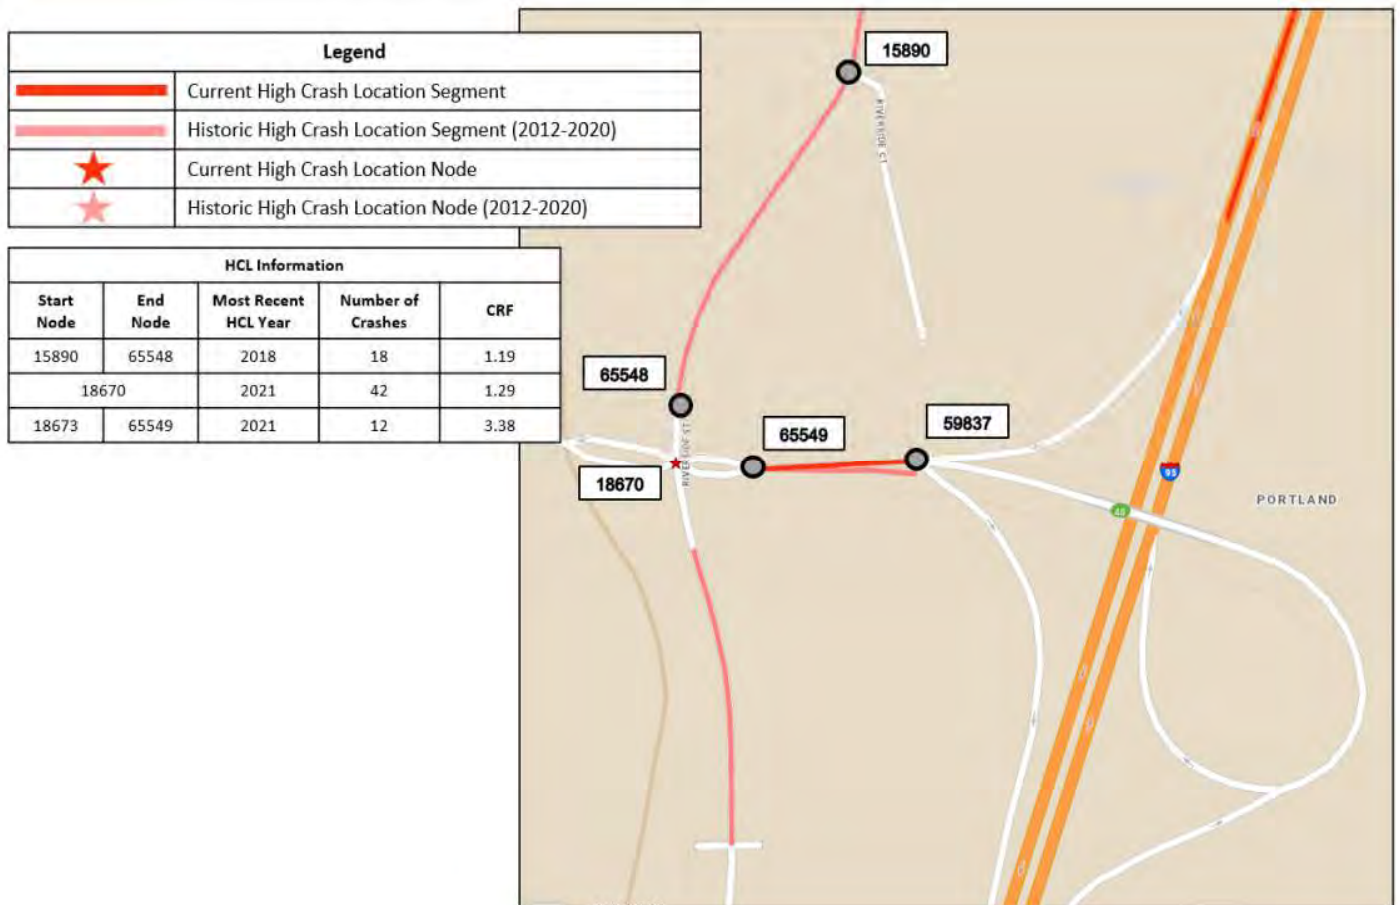 Legend
Current High Crash Location Segment
Historic High Crash Location Segment (2012-2020)
Current High Crash Location Node
Historic High Crash Location Node (2012-2020)
HCL Information
Start Node End Node Most Recent HCL Year Number of Crashes CRF
15890 65548 2018 18 1.19
18670 2021 42 1.29
18673 65549 2021 12 3.38
15890
RIVERSIDE CT
65548
65549
59837
RIVERSIDE ST
18670
95
48
PORTLAND